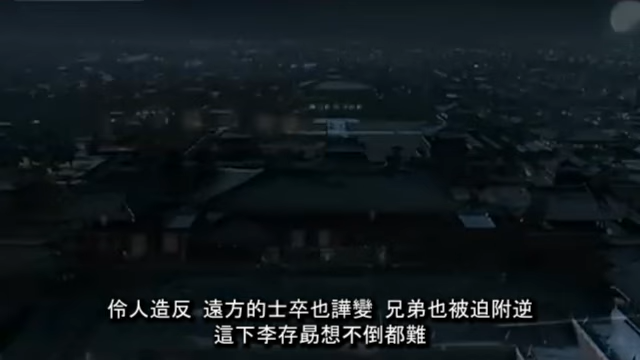 伶人造反 遠方的士卒也譁變 兄弟也被迫附逆
這下李存勗想不倒都難